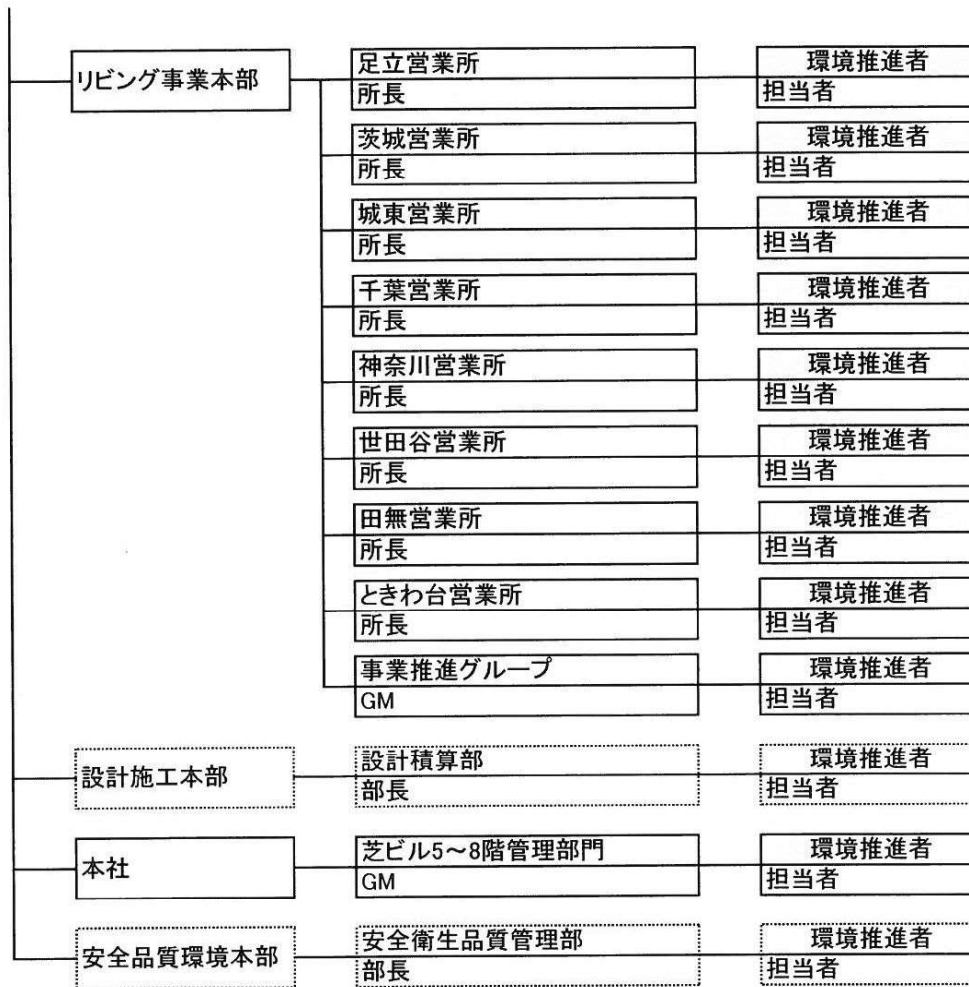 リビング事業本部
足立営業所
所長
環境推進者
担当者
茨城営業所
所長
環境推進者
担当者
城東営業所
所長
環境推進者
担当者
千葉営業所
所長
環境推進者
担当者
神奈川営業所
所長
環境推進者
担当者
世田谷営業所
所長
環境推進者
担当者
田無営業所
所長
環境推進者
担当者
ときわ台営業所
所長
環境推進者
担当者
事業推進グループ
GM
環境推進者
担当者
設計施工本部
設計積算部
部長
環境推進者
担当者
本社
芝ビル5～8階管理部門
GM
環境推進者
担当者
安全品質環境本部
安全衛生品質管理部
部長
環境推進者
担当者